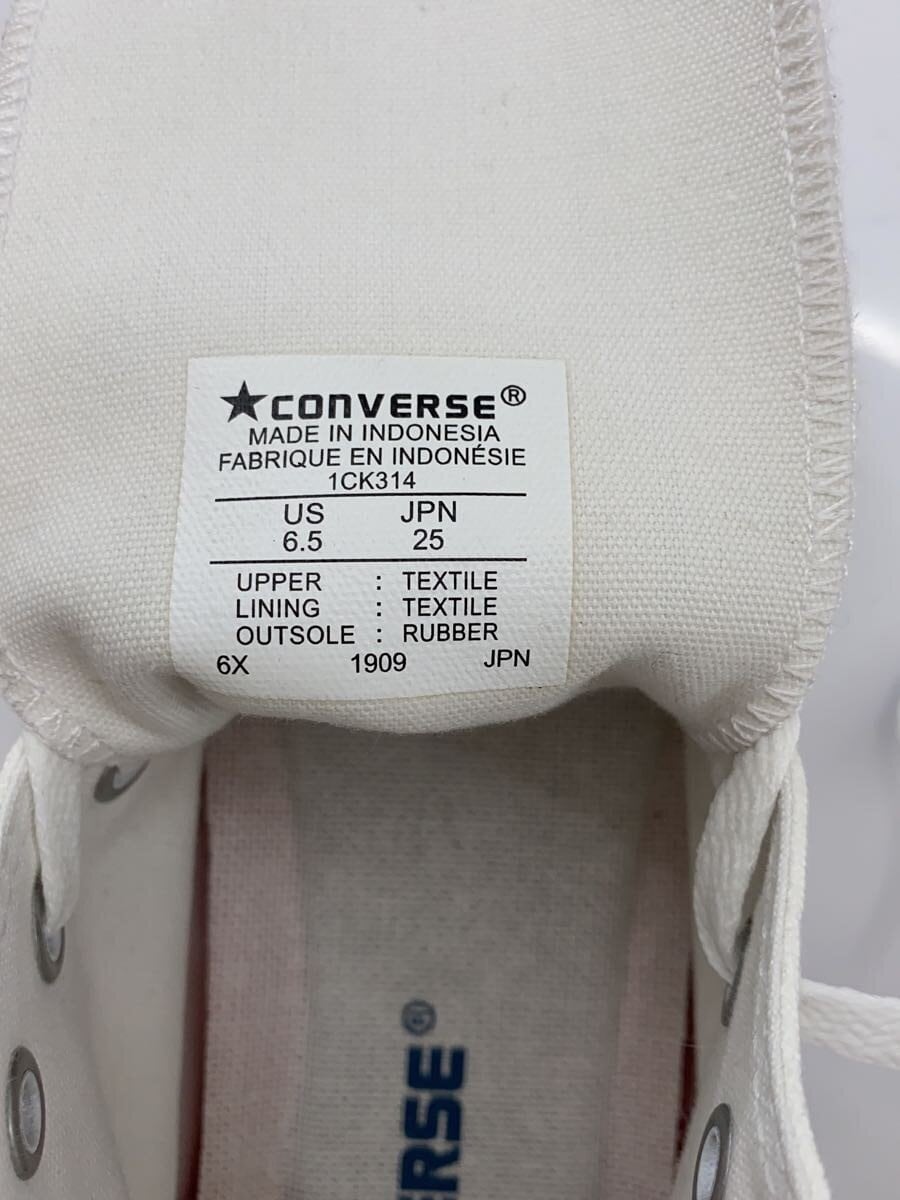 ★CONVERSE®
MADE IN INDONESIA
FABRIQUE EN INDONÉSIE
1CK314
US JPN
6.5 25
UPPER : TEXTILE
LINING : TEXTILE
OUTSOLE : RUBBER
6X 1909 JPN
ERSE®